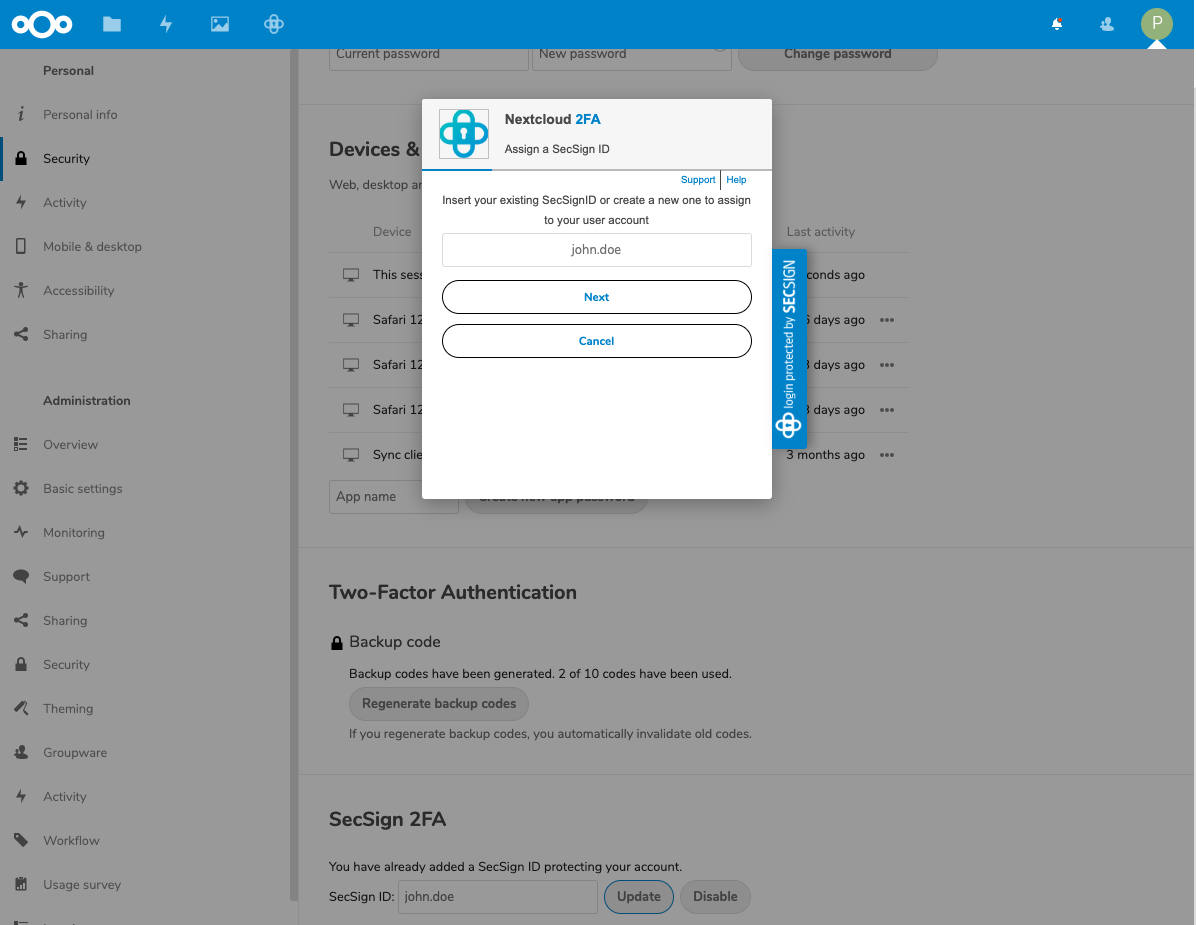 P
Personal
Personal info
Security
Activity
Mobile & desktop
Accessibility
Sharing
Administration
Overview
Basic settings
Monitoring
Support
Sharing
Security
Theming
Groupware
Activity
Workflow
Usage survey
Current password
New password
Change password
Devices &
Web, desktop
Device
Last activity
This
ago
Safari 12
days ago
Safari 12
days ago
Safari 12
days ago
Sync
3 months ago
App name
Create new app password
Nextcloud 2FA
Assign a SecSign ID
Support
Help
Insert your existing SecSignID or create a new one to assign
to your user account
john.doe
Next
Cancel
login protected by SECSIGN
Two-Factor Authentication
Backup code
Backup codes have been generated. 2 of 10 codes have been used.
Regenerate backup codes
If you regenerate backup codes, you automatically invalidate old codes.
SecSign 2FA
You have already added a SecSign ID protecting your account.
SecSign ID: john.doe Update Disable